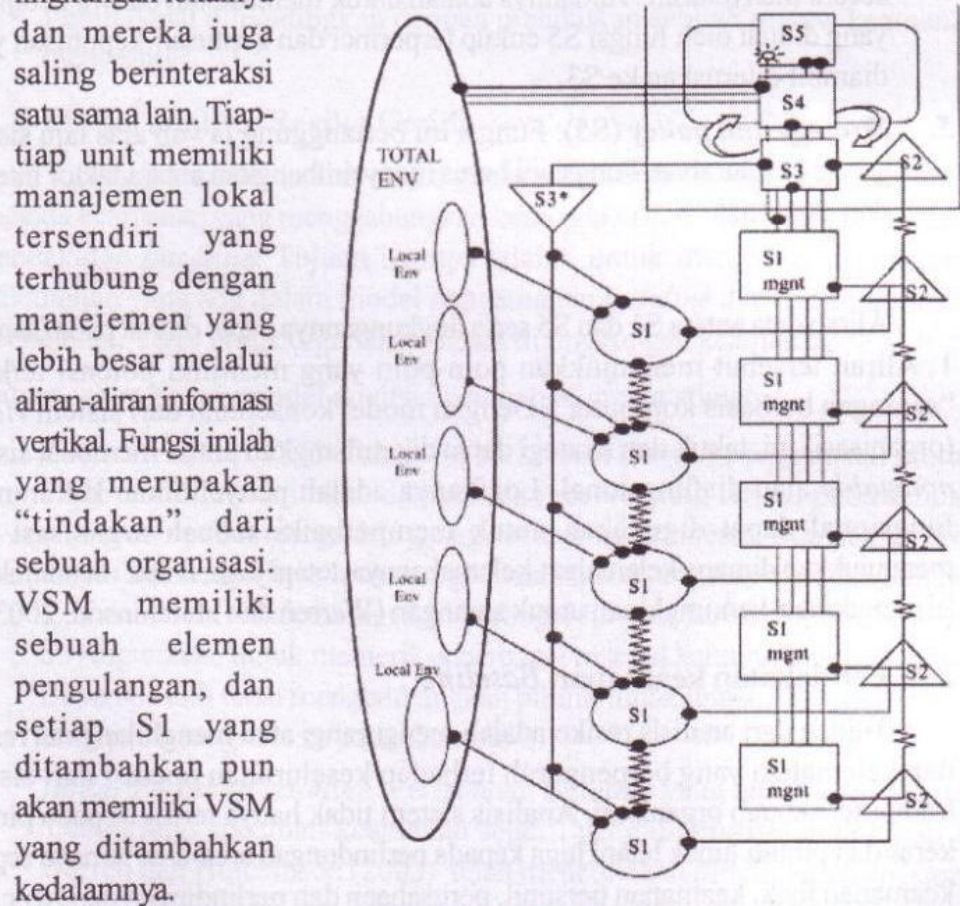 dan mereka juga
saling berinteraksi
satu sama lain. Tiap-
tiap unit memiliki
manajemen lokal
tersendiri yang
terhubung dengan
manejemen yang
lebih besar melalui
aliran-aliran informasi
vertikal. Fungsi inilah
yang merupakan
“tindakan” dari
sebuah organisasi.
VSM memiliki
sebuah elemen
pengulangan, dan
setiap S1 yang
ditambahkan pun
akan memiliki VSM
yang ditambahkan
kedalamnya.
TOTAL
ENV
Local
Env
Local
Env
Local
Env
Local
Env
Local Env
S3*
S1
S1
S1
S1
S1
S5
S4
S3
S1
mgnt
S1
mgnt
S1
mgnt
S1
mgnt
S1
mgnt
S2
S2
S2
S2
S2
S2